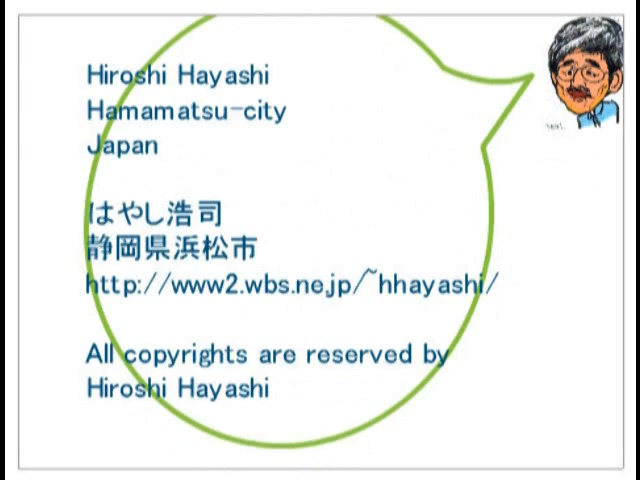 Hiroshi Hayashi
Hamamatsu-city
Japan
はやし浩司
静岡県浜松市
http://www2.wbs.ne.jp/~hhayashi/
All copyrights are reserved by
Hiroshi Hayashi